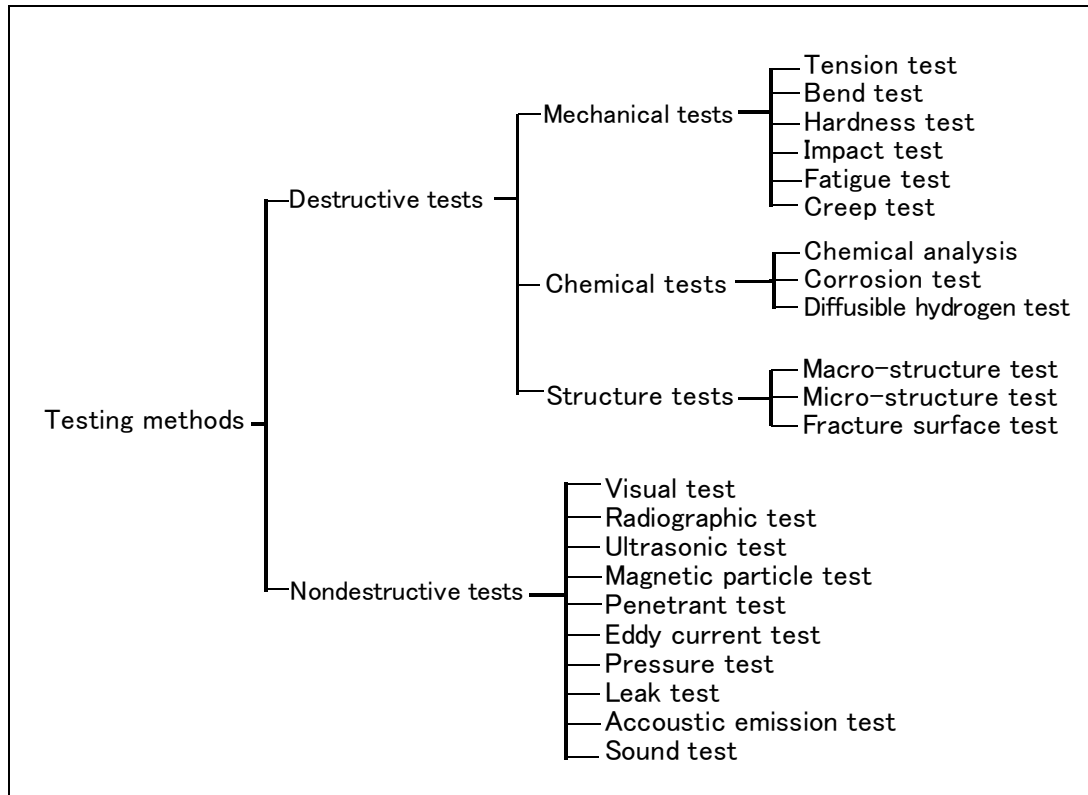 Testing methods
Destructive tests
Mechanical tests
Tension test
Bend test
Hardness test
Impact test
Fatigue test
Creep test
Chemical tests
Chemical analysis
Corrosion test
Diffusible hydrogen test
Structure tests
Macro-structure test
Micro-structure test
Fracture surface test
Nondestructive tests
Visual test
Radiographic test
Ultrasonic test
Magnetic particle test
Penetrant test
Eddy current test
Pressure test
Leak test
Accoustic emission test
Sound test